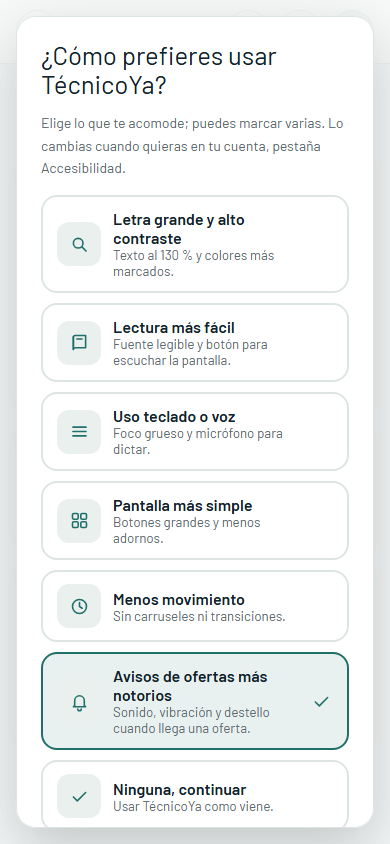 ¿Cómo prefieres usar
TécnicoYa?
Elige lo que te acomode; puedes marcar varias. Lo
cambias cuando quieras en tu cuenta, pestaña
Accesibilidad.
Letra grande y alto
contraste
Texto al 130 % y colores más
marcados.
Lectura más fácil
Fuente legible y botón para
escuchar la pantalla.
Uso teclado o voz
Foco grueso y micrófono para
dictar.
Pantalla más simple
Botones grandes y menos
adornos.
Menos movimiento
Sin carruseles ni transiciones.
Avisos de ofertas más
notorios
Sonido, vibración y destello
cuando llega una oferta.
Ninguna, continuar
Usar TécnicoYa como viene.